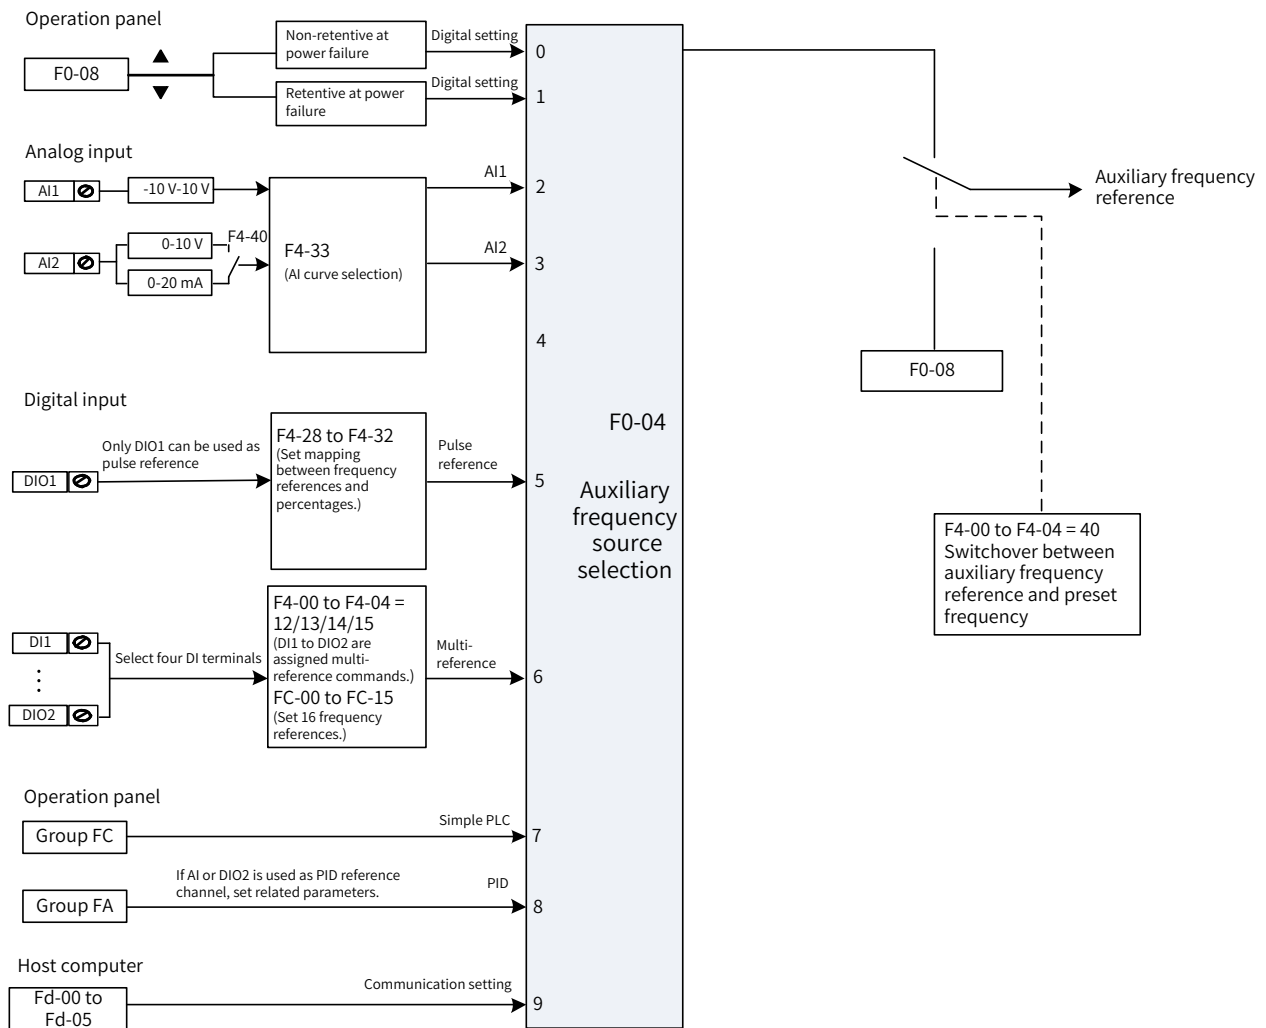 Operation panel
F0-08
Non-retentive at
power failure
Digital setting
0
Retentive at power
failure
Digital setting
1
Analog input
AI1
-10 V-10 V
AI1
2
AI2
0-10 V
F4-40
0-20 mA
F4-33
(AI curve selection)
AI2
3
4
Digital input
DIO1
Only DIO1 can be used as
pulse reference
F4-28 to F4-32
(Set mapping
between frequency
references and
percentages.)
Pulse
reference
5
DI1
DIO2
Select four DI terminals
F4-00 to F4-04 =
12/13/14/15
(DI1 to DIO2 are
assigned multi-
reference commands.)
FC-00 to FC-15
(Set 16 frequency
references.)
Multi-
reference
6
Operation panel
Group FC
Simple PLC
7
Group FA
If AI or DIO2 is used as PID reference
channel, set related parameters.
PID
8
Host computer
Fd-00 to
Fd-05
Communication setting
9
F0-04
Auxiliary
frequency
source
selection
Auxiliary frequency
reference
F0-08
F4-00 to F4-04 = 40
Switchover between
auxiliary frequency
reference and preset
frequency